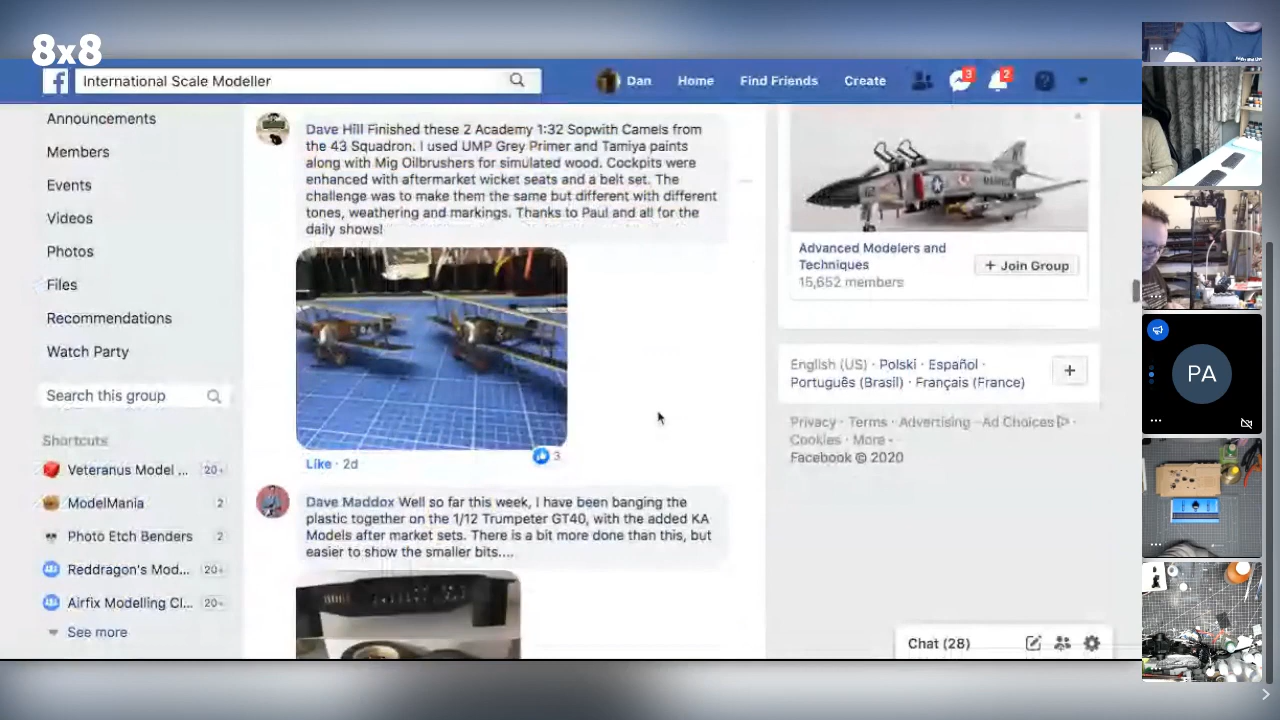 8x8
International Scale Modeller
Dan
Home
Find Friends
Create
3
2
Announcements
Members
Events
Videos
Photos
Files
Recommendations
Watch Party
Search this group
Shortcuts
Veteranus Model ... 20+
ModelMania 2
Photo Etch Benders 2
Reddragon's Mod... 20+
Airfix Modelling Cl... 20+
See more
Dave Hill Finished these 2 Academy 1:32 Sopwith Camels from
the 43 Squadron. I used UMP Grey Primer and Tamiya paints
along with Mig Oilbrushers for simulated wood. Cockpits were
enhanced with aftermarket wicket seats and a belt set. The
challenge was to make them the same but different with different
tones, weathering and markings. Thanks to Paul and all for the
daily shows!
Like · 2d
3
Dave Maddox Well so far this week, I have been banging the
plastic together on the 1/12 Trumpeter GT40, with the added KA
Models after market sets. There is a bit more done than this, but
easier to show the smaller bits....
Advanced Modelers and
Techniques
15,652 members
+ Join Group
English (US) · Polski · Español ·
Português (Brasil) · Français (France)
Privacy · Terms · Advertising · Ad Choices
Cookies · More
Facebook © 2020
Chat (28)
PA